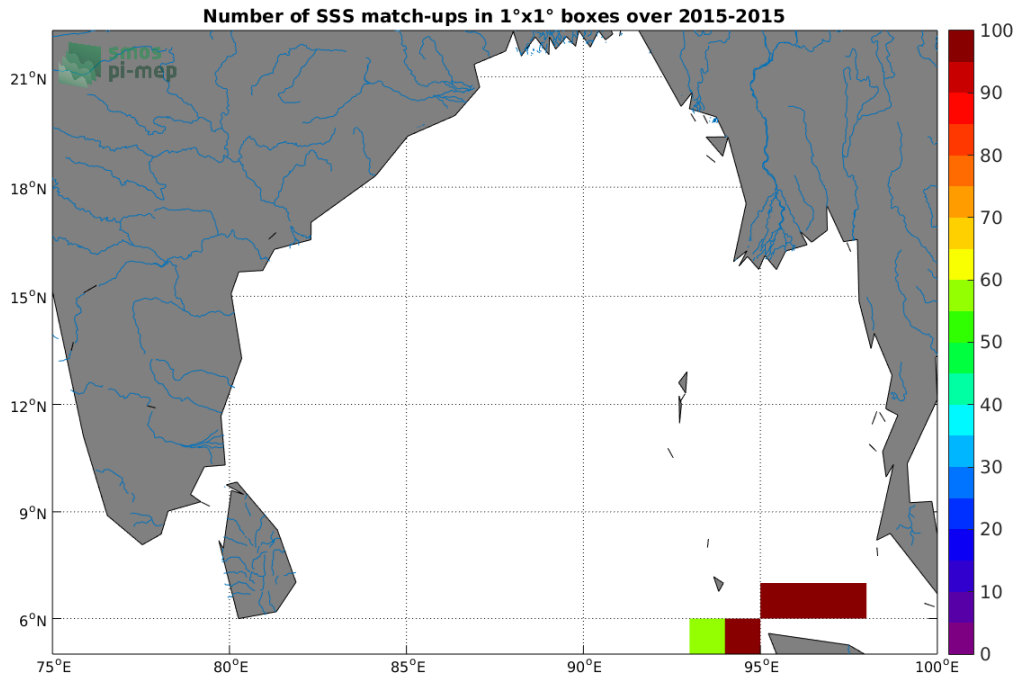 Number of SSS match-ups in 1°x1° boxes over 2015-2015
smos
pi-mep
21°N
18°N
15°N
12°N
9°N
6°N
75°E
80°E
85°E
90°E
95°E
100°E
100
90
80
70
60
50
40
30
20
10
0